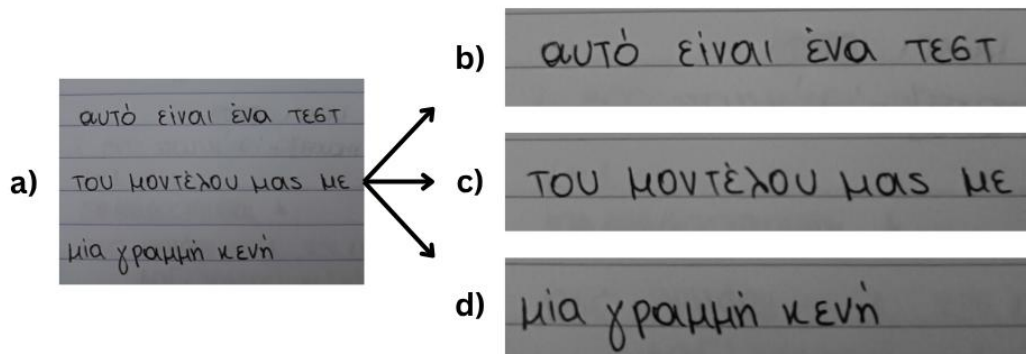 a)
αυτό είναι ένα τεστ
του μοντέλου μας με
μία γραμμή κενή
b)
αυτό είναι ένα τεστ
c)
του μοντέλου μας με
d)
μία γραμμή κενή